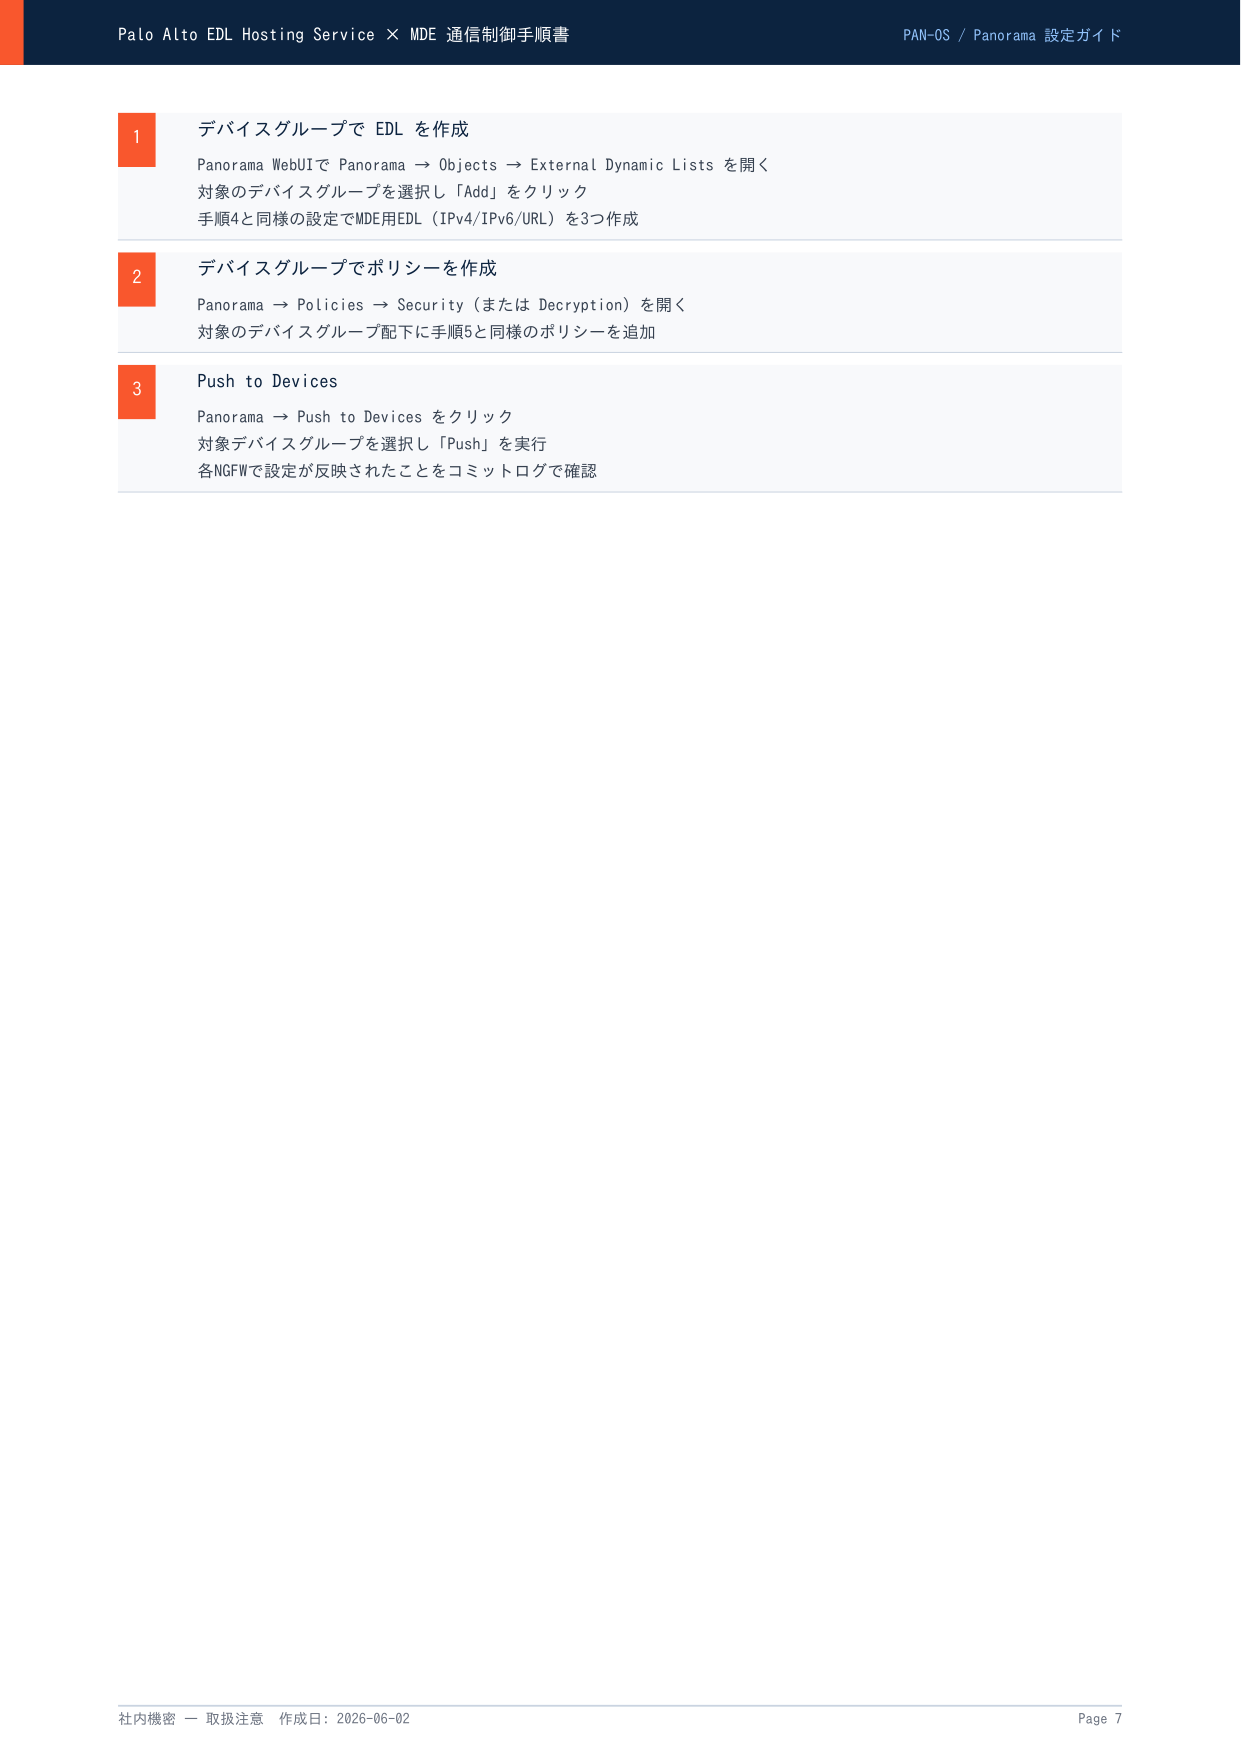 Palo Alto EDL Hosting Service × MDE 通信制御手順書
PAN-OS / Panorama 設定ガイド
1
デバイスグループで EDL を作成
Panorama WebUIで Panorama → Objects → External Dynamic Lists を開く
対象のデバイスグループを選択し「Add」をクリック
手順4と同様の設定でMDE用EDL（IPv4/IPv6/URL）を3つ作成
2
デバイスグループでポリシーを作成
Panorama → Policies → Security（または Decryption）を開く
対象のデバイスグループ配下に手順5と同様のポリシーを追加
3
Push to Devices
Panorama → Push to Devices をクリック
対象デバイスグループを選択し「Push」を実行
各NGFWで設定が反映されたことをコミットログで確認
社内機密 — 取扱注意　作成日: 2026-06-02
Page 7